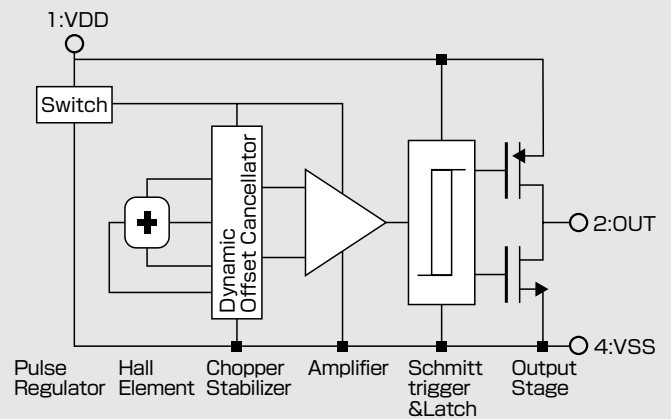 1:VDD
Switch
Dynamic
Offset Cancellator
2:OUT
4:VSS
Pulse
Regulator
Hall
Element
Chopper
Stabilizer
Amplifier
Schmitt
trigger
&Latch
Output
Stage